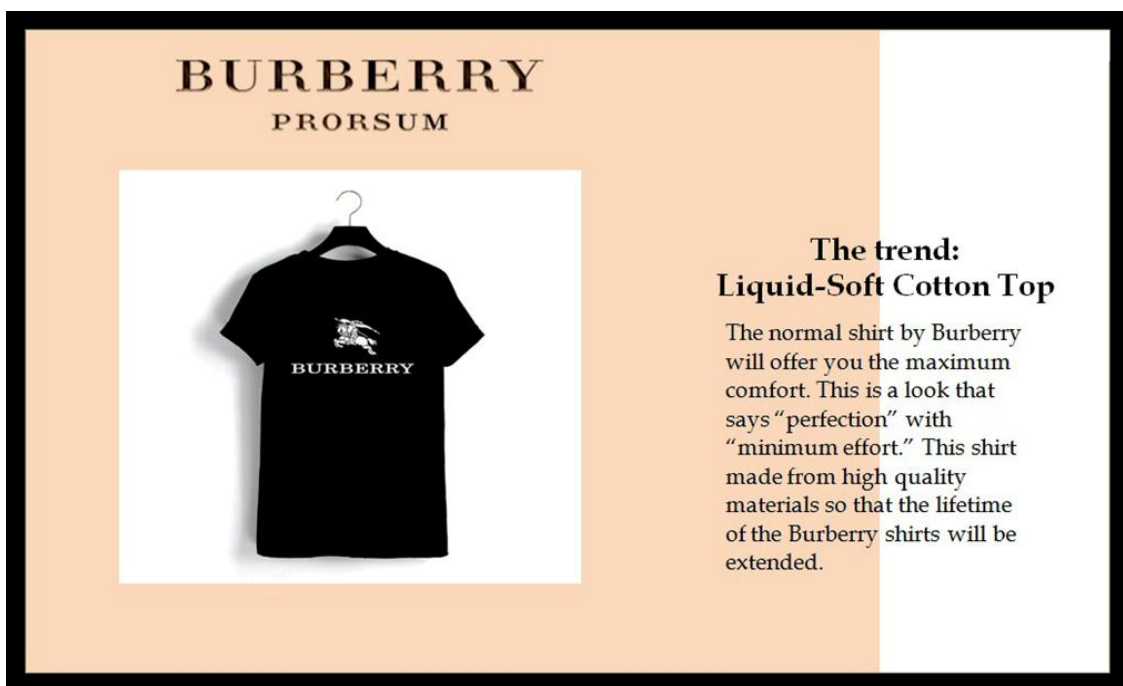 BURBERRY
PRORSUM
BURBERRY
The trend:
Liquid-Soft Cotton Top
The normal shirt by Burberry
will offer you the maximum
comfort. This is a look that
says “perfection” with
“minimum effort.” This shirt
made from high quality
materials so that the lifetime
of the Burberry shirts will be
extended.